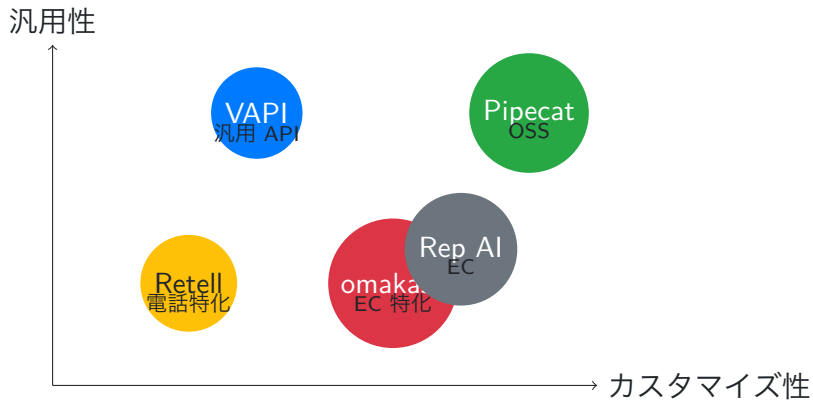 汎用性
VAPI
汎用 API
Pipecat
OSS
Rep AI
EC
Retell
電話特化
omaka
EC 特化
カスタマイズ性